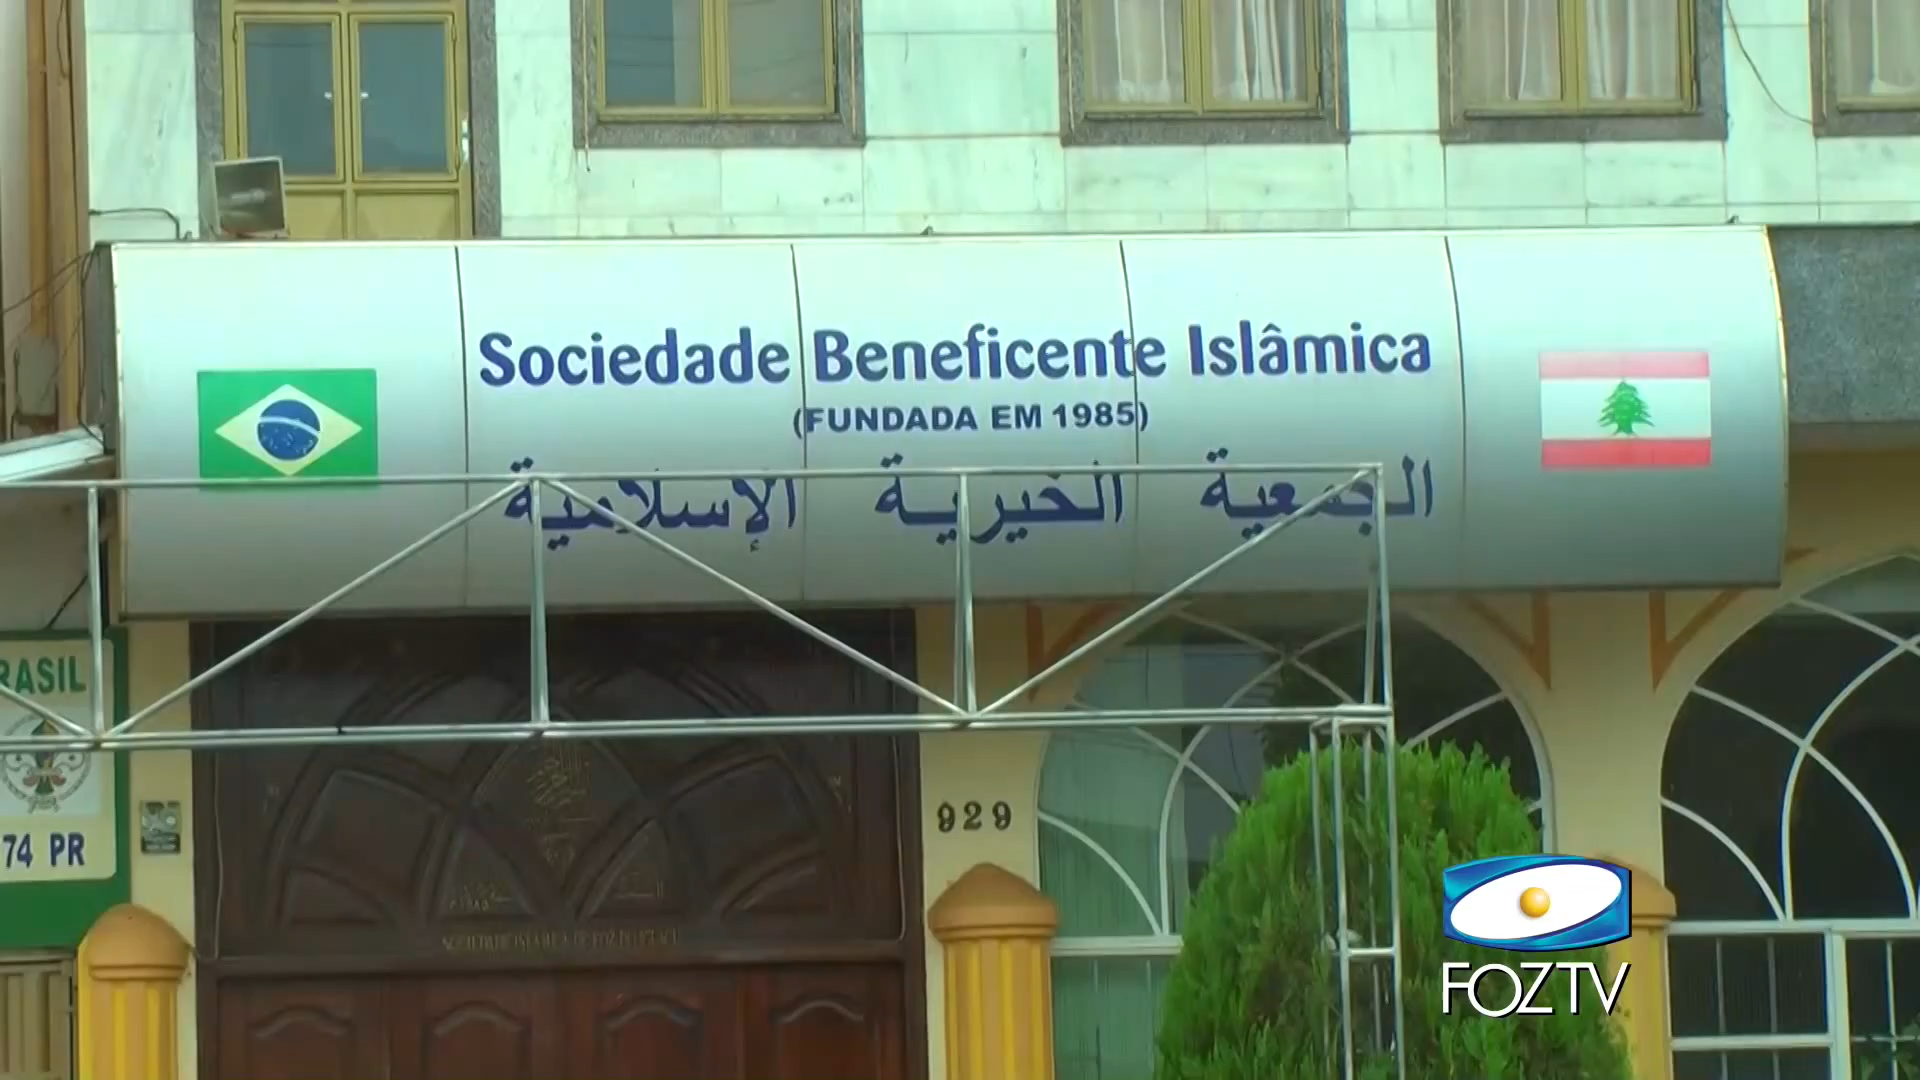 Sociedade Beneficente Islâmica
(FUNDADA EM 1985)
الجمعية الخيرية الإسلامية
RASIL
74 PR
929
FOZTV